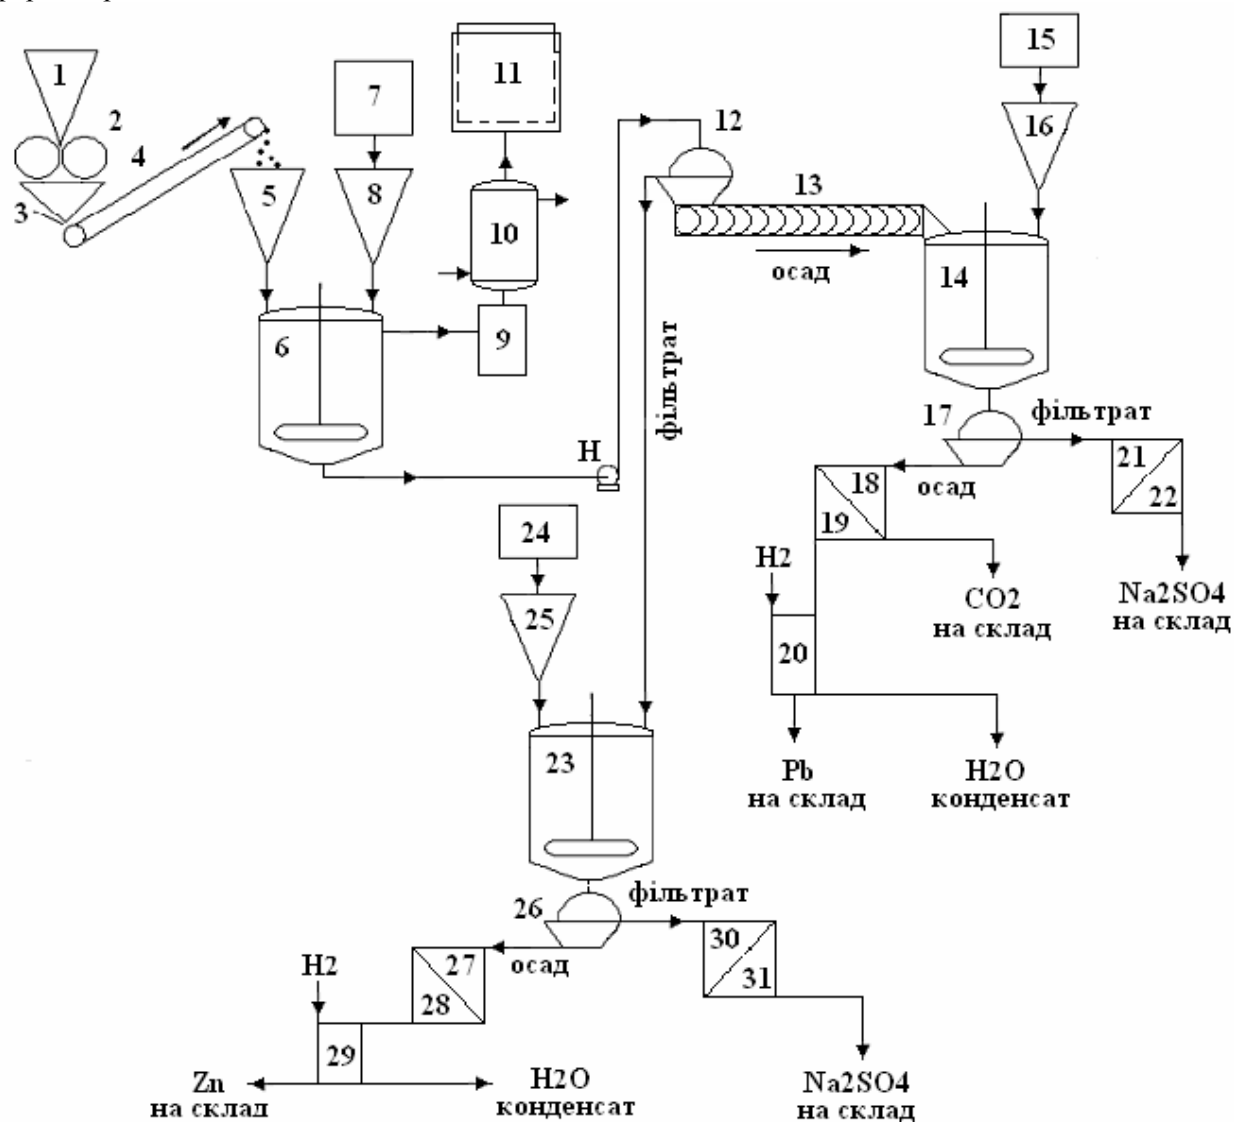 1
2
3
4
5
6
7
8
9
10
11
12
13
осад
14
15
16
17
фільтрат
фільтрат
Н
осад
18
19
21
22
H2
20
CO2
на склад
Na2SO4
на склад
Pb
на склад
H2O
конденсат
24
25
23
26
фільтрат
осад
27
28
30
31
H2
29
Zn
на склад
H2O
конденсат
Na2SO4
на склад